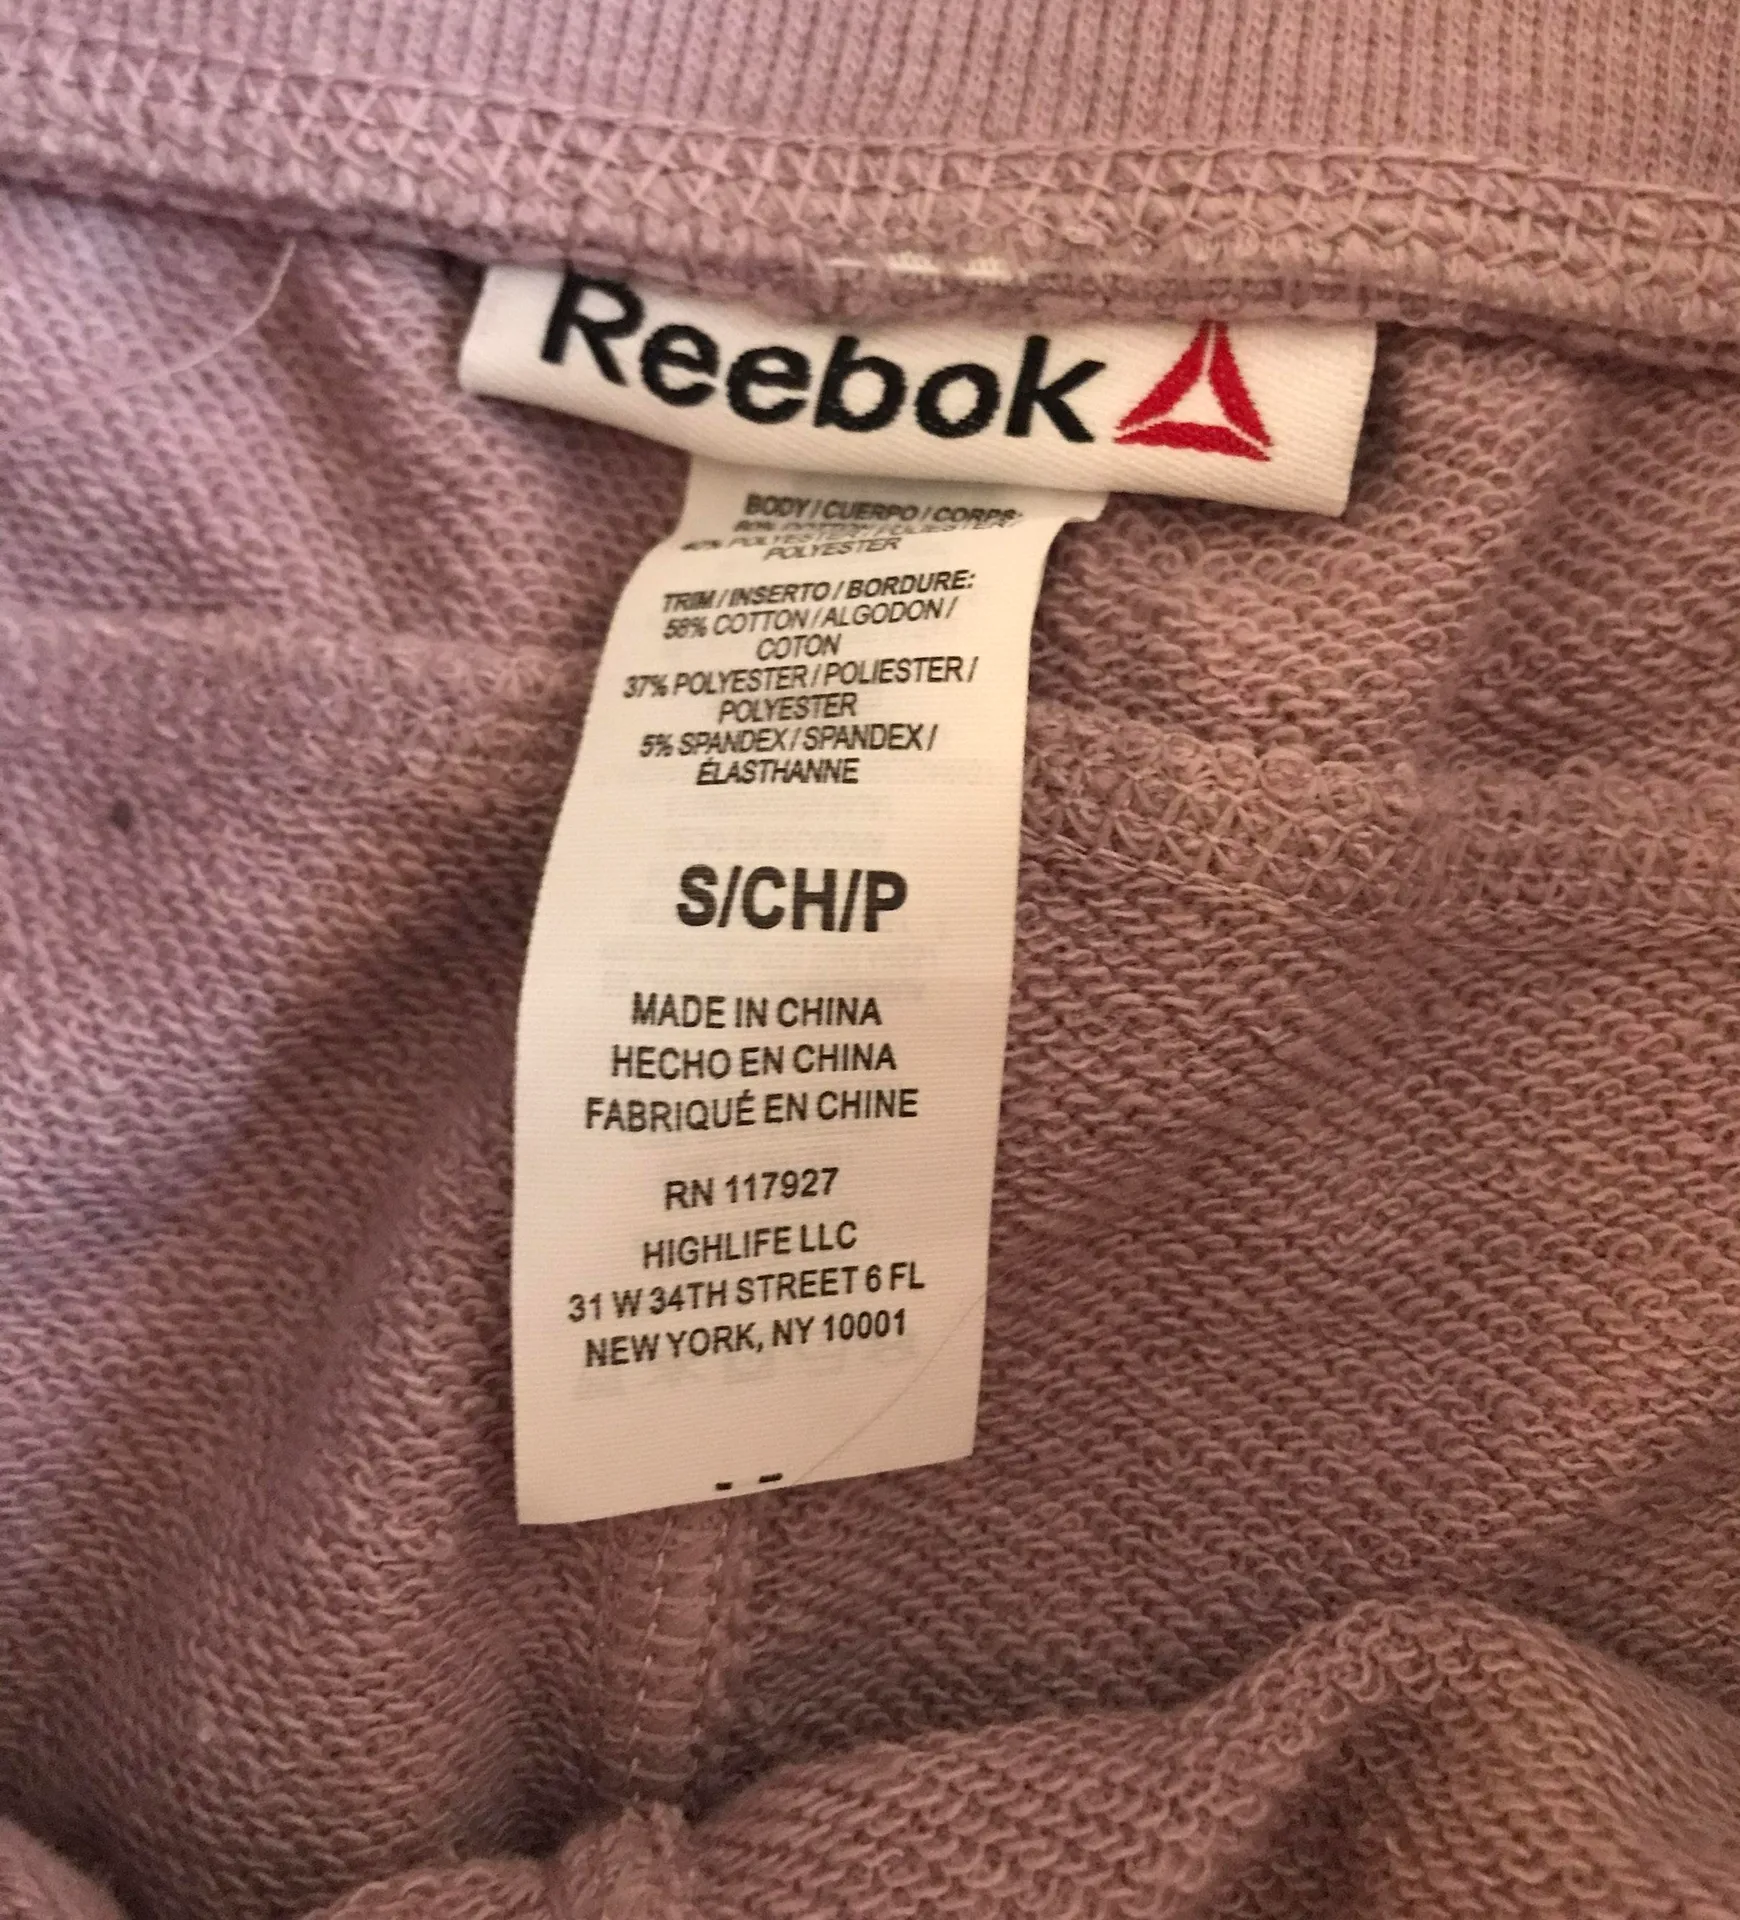 Reebok
BODY / CUERPO / CORPS:
POLYESTER
TRIM / INSERTO / BORDURE:
58% COTTON / ALGODON /
COTON
37% POLYESTER / POLIESTER /
POLYESTER
5% SPANDEX / SPANDEX /
ÉLASTHANNE
S/CH/P
MADE IN CHINA
HECHO EN CHINA
FABRIQUÉ EN CHINE
RN 117927
HIGHLIFE LLC
31 W 34TH STREET 6 FL
NEW YORK, NY 10001